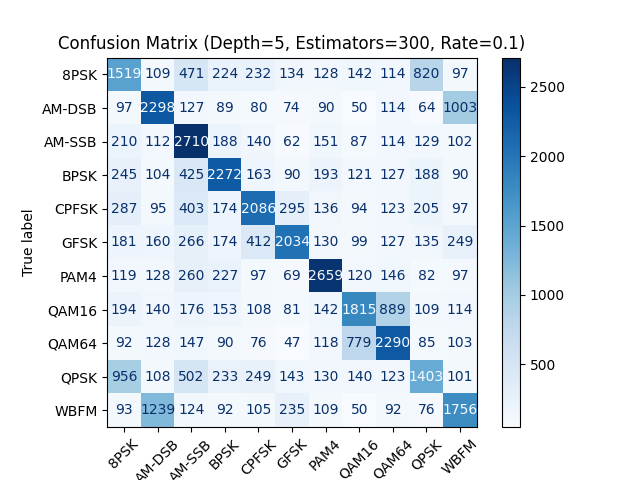 Confusion Matrix (Depth=5, Estimators=300, Rate=0.1)
True label
8PSK 1519 109 471 224 232 134 128 142 114 820 97
AM-DSB 97 2298 127 89 80 74 90 50 64 114 1003
AM-SSB 210 112 2710 188 140 62 151 87 114 129 102
BPSK 245 104 425 2272 163 90 193 121 127 188 90
CPFSK 287 95 403 174 2086 295 136 94 123 205 97
GFSK 181 160 266 174 412 2034 130 99 127 135 249
PAM4 119 128 260 227 97 69 2659 120 146 82 97
QAM16 194 140 176 153 108 81 142 1815 889 109 114
QAM64 92 128 147 90 76 47 118 779 2290 85 103
QPSK 956 108 502 233 249 143 130 140 123 1403 101
WBFM 93 1239 124 92 105 235 109 50 92 76 1756
8PSK AM-DSB AM-SSB BPSK CPFSK GFSK PAM4 QAM16 QAM64 QPSK WBFM
2500
2000
1500
1000
500